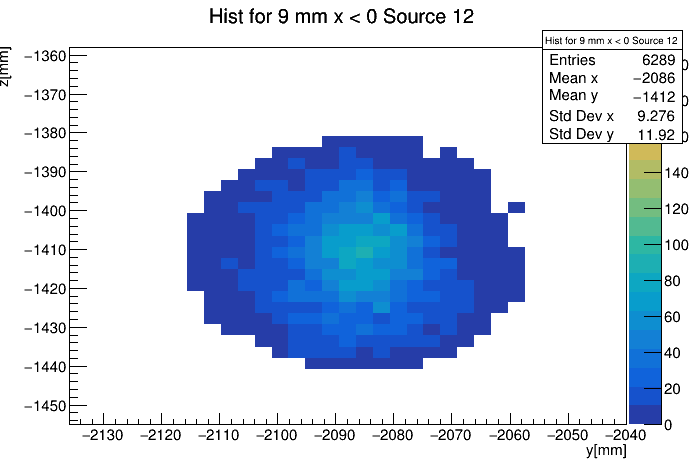 Hist for 9 mm x < 0 Source 12
z[mm]
Hist for 9 mm x < 0 Source 12
Entries 6289
Mean x −2086
Mean y −1412
Std Dev x 9.276
Std Dev y 11.92
−1360
−1370
−1380
−1390
−1400
−1410
−1420
−1430
−1440
−1450
0
0
0
140
120
100
80
60
40
20
0
−2130 −2120 −2110 −2100 −2090 −2080 −2070 −2060 −2050 −2040
y[mm]